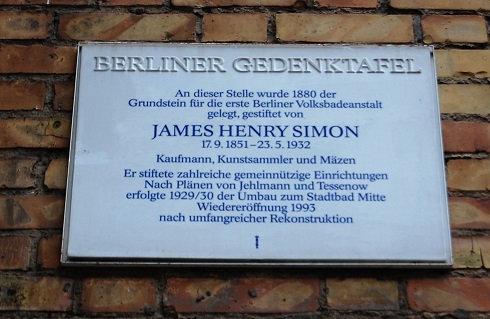 BERLINER GEDENKTAFEL
An dieser Stelle wurde 1880 der
Grundstein für die erste Berliner Volksbadeanstalt
gelegt, gestiftet von
JAMES HENRY SIMON
17. 9. 1851 – 23. 5. 1932
Kaufmann, Kunstsammler und Mäzen
Er stiftete zahlreiche gemeinnützige Einrichtungen
Nach Plänen von Jehlmann und Tessenow
erfolgte 1929/30 der Umbau zum Stadtbad Mitte
Wiedereröffnung 1993
nach umfangreicher Rekonstruktion